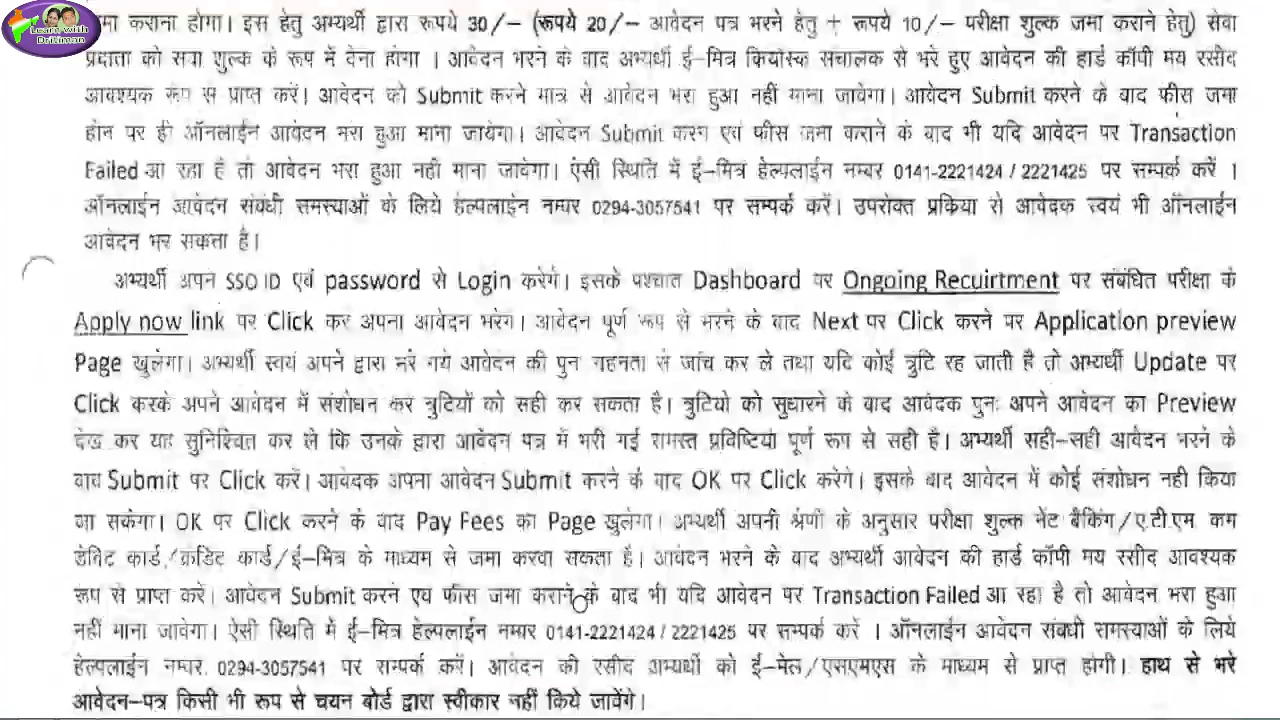 Learn with
Dritiman
कराना होगा। इस हेतु अभ्यर्थी द्वारा रूपये 30/– (रूपये 20/– आवेदन पत्र भरने हेतु + रूपये 10/– परीक्षा शुल्क जमा कराने हेतु) सेवा
प्रदाता को सेवा शुल्क के रूप में देना होगा । आवेदन भरने के बाद अभ्यर्थी ई–मित्र कियोस्क संचालक से भरे हुए आवेदन की हार्ड कॉपी मय रसीद
आवश्यक रूप से प्राप्त करें। आवेदन को Submit करने मात्र से आवेदन भरा हुआ नहीं माना जावेगा। आवेदन Submit करने के बाद फीस जमा
होने पर ही ऑनलाईन आवेदन भरा हुआ माना जायेगा। आवेदन Submit करने एवं फीस जमा कराने के बाद भी यदि आवेदन पर Transaction
Failed आ रहा है तो आवेदन भरा हुआ नही माना जावेगा। ऐसी स्थिति में ई–मित्र हेल्पलाईन नम्बर 0141-2221424 / 2221425 पर सम्पर्क करें ।
ऑनलाईन आवेदन संबंधी समस्याओं के लिये हेल्पलाईन नम्बर 0294-3057541 पर सम्पर्क करें। उपरोक्त प्रकिया से आवेदक स्वयं भी ऑनलाईन
आवेदन भर सकता है।
अभ्यर्थी अपने SSO ID एवं password से Login करेगें। इसके पश्चात Dashboard पर Ongoing Recuirtment पर संबंधित परीक्षा के
Apply now link पर Click कर अपना आवेदन भरेगें। आवेदन पूर्ण रूप से भरने के बाद Next पर Click करने पर Application preview
Page खुलेगा। अभ्यर्थी स्वयं अपने द्वारा भरे गये आवेदन की पुन गहनता से जांच कर ले तथा यदि कोई त्रुटि रह जाती है तो अभ्यर्थी Update पर
Click करके अपने आवेदन में संशोधन कर त्रुटियों को सही कर सकता है। त्रुटियो को सुधारने के बाद आवेदक पुनः अपने आवेदन का Preview
देख कर यह सुनिश्चित कर ले कि उनके द्वारा आवेदन पत्र में भरी गई समस्त प्रविष्टियां पूर्ण रूप से सही है। अभ्यर्थी सही–सही आवेदन भरने के
बाद Submit पर Click करें। आवेदक अपना आवेदन Submit करने के बाद OK पर Click करेगे। इसके बाद आवेदन में कोई संशोधन नही किया
जा सकेगा। OK पर Click करने के बाद Pay Fees का Page खुलेगा। अभ्यर्थी अपनी श्रेणी के अनुसार परीक्षा शुल्क नेट बैंकिंग/ए.टी.एम कम
डेबिट कार्ड,/क्रेडिट कार्ड/ई–मित्र के माध्यम से जमा करवा सकता है। आवेदन भरने के बाद अभ्यर्थी आवेदन की हार्ड कॉपी मय रसीद आवश्यक
रूप से प्राप्त करें। आवेदन Submit करने एवं फीस जमा कराने के बाद भी यदि आवेदन पर Transaction Failed आ रहा है तो आवेदन भरा हुआ
नहीं माना जावेगा। ऐसी स्थिति में ई–मित्र हेल्पलाईन नम्बर 0141-2221424 / 2221425 पर सम्पर्क करें । ऑनलाईन आवेदन संबंधी समस्याओं के लिये
हेल्पलाईन नम्बर. 0294-3057541 पर सम्पर्क करें। आवेदन की रसीद अभ्यर्थी को ई–मेल/एसएमएस के माध्यम से प्राप्त होगी। हाथ से भरे
आवेदन–पत्र किसी भी रूप से चयन बोर्ड द्वारा स्वीकार नहीं किये जावेंगे।